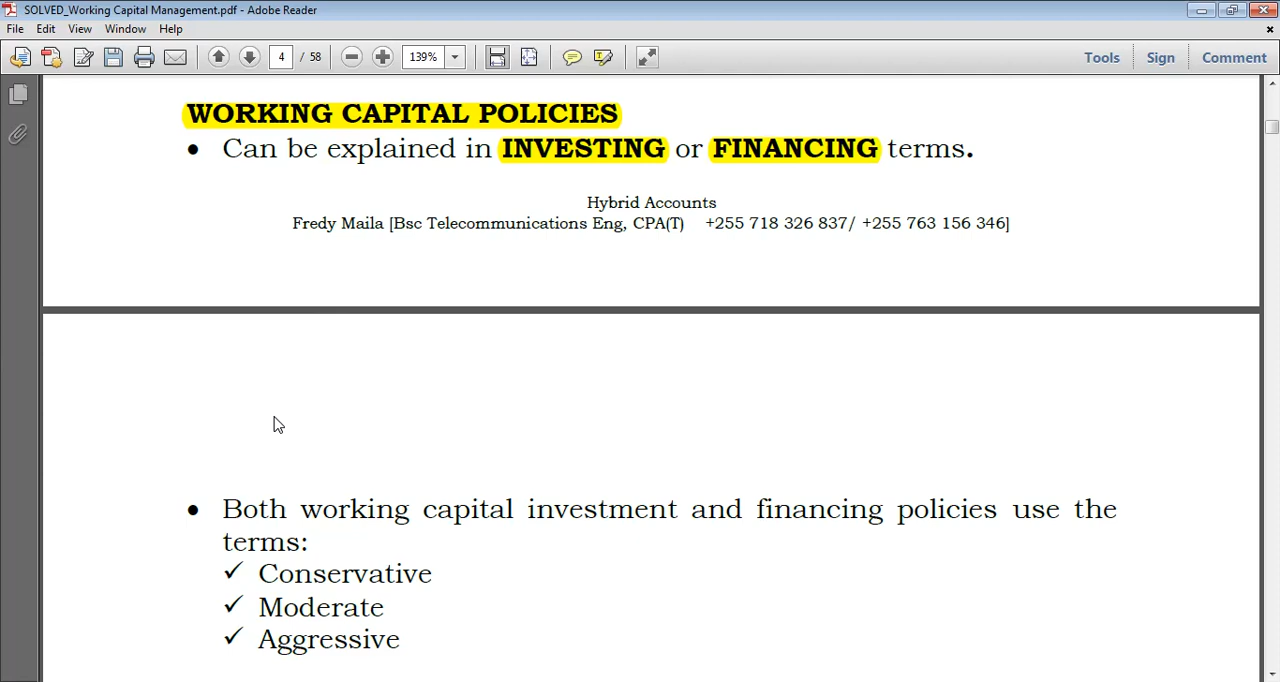 SOLVED_Working Capital Management.pdf - Adobe Reader
File Edit View Window Help
4 / 58 139% Tools Sign Comment
WORKING CAPITAL POLICIES
• Can be explained in INVESTING or FINANCING terms.
Hybrid Accounts
Fredy Maila [Bsc Telecommunications Eng, CPA(T) +255 718 326 837/ +255 763 156 346]
• Both working capital investment and financing policies use the
terms:
✓ Conservative
✓ Moderate
✓ Aggressive